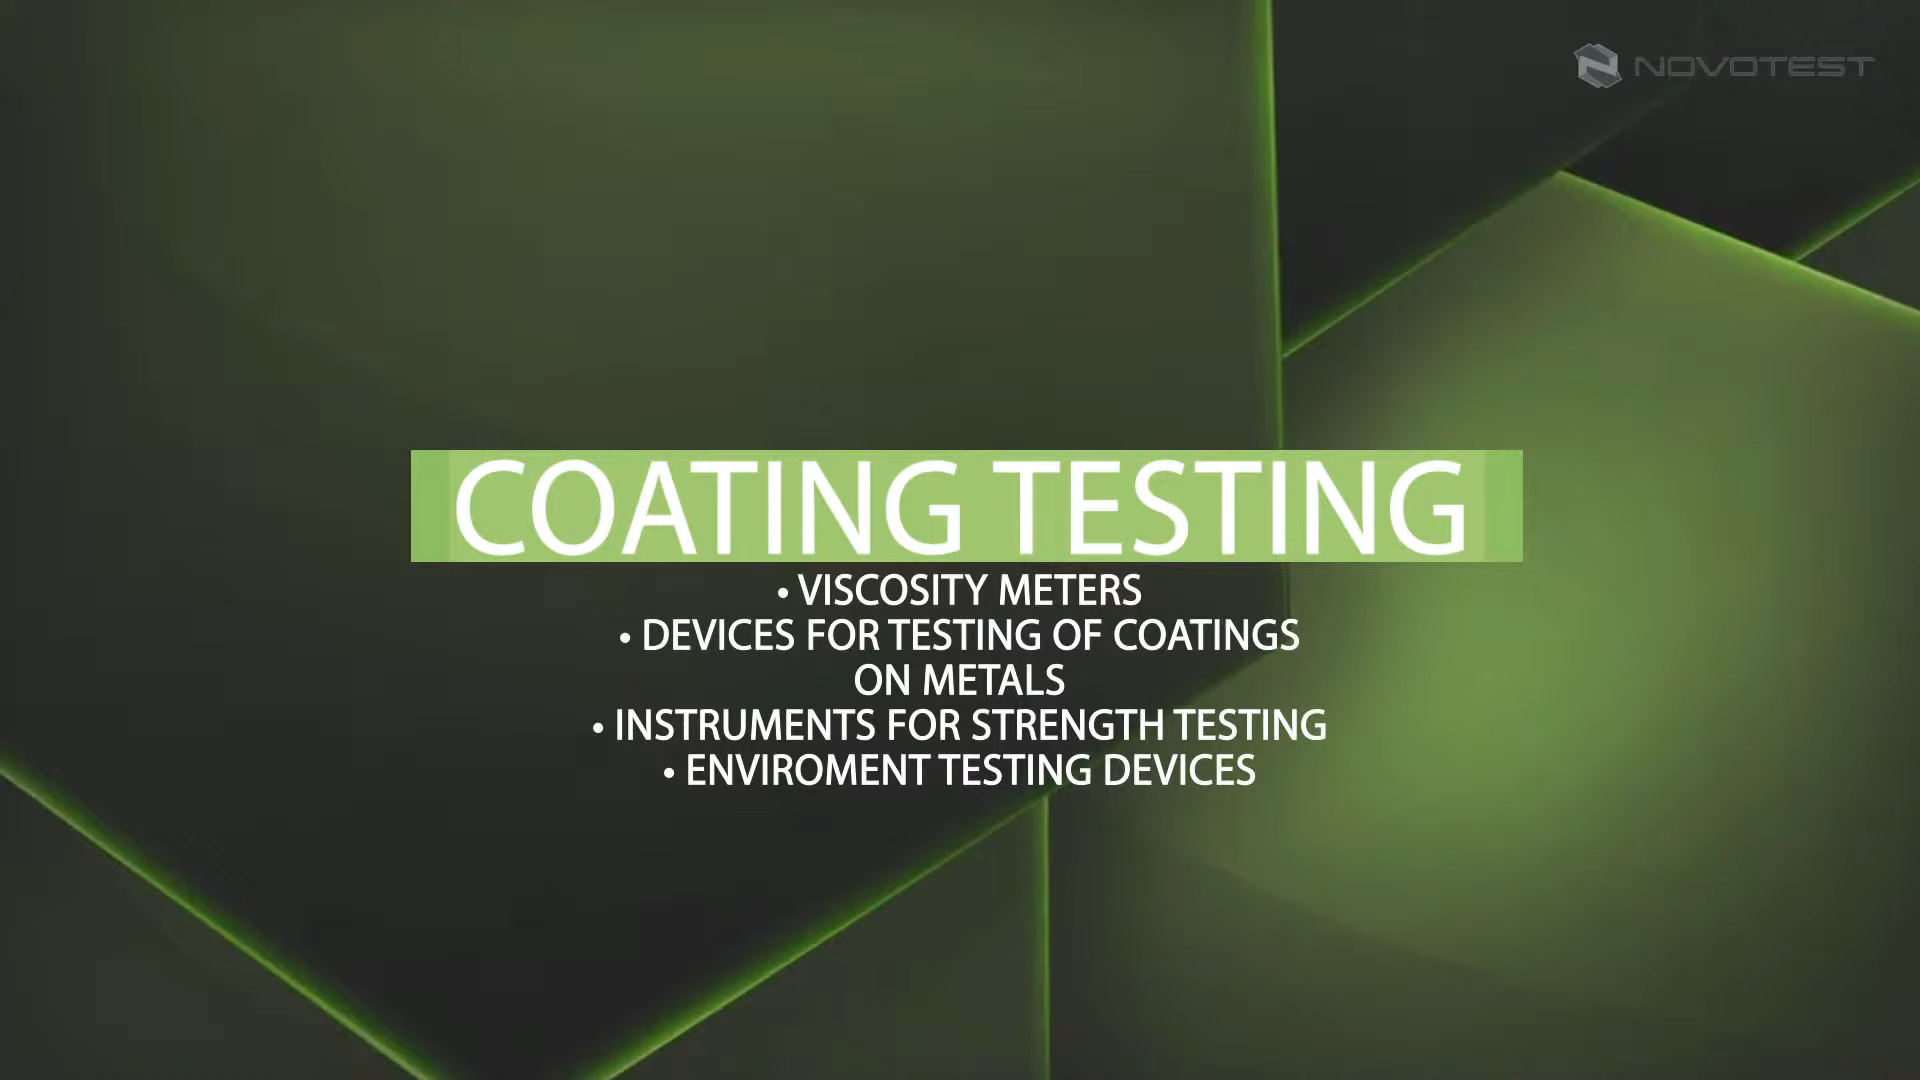 NOVOTEST
COATING TESTING
• VISCOSITY METERS
• DEVICES FOR TESTING OF COATINGS
ON METALS
• INSTRUMENTS FOR STRENGTH TESTING
• ENVIROMENT TESTING DEVICES